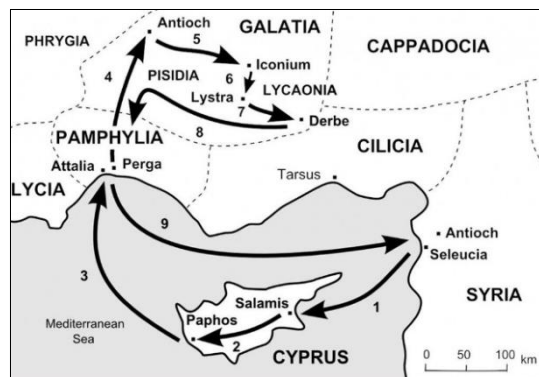 Antioch
GALATIA
PHRYGIA
5
CAPPADOCIA
Iconium
4
PISIDIA
6
LYCAONIA
Lystra
7
8
Derbe
PAMPHYLIA
CILICIA
Attalia
Perga
Tarsus
LYCIA
9
Antioch
Seleucia
3
Salamis
1
SYRIA
Paphos
2
Mediterranean
Sea
CYPRUS
0 50 100
km